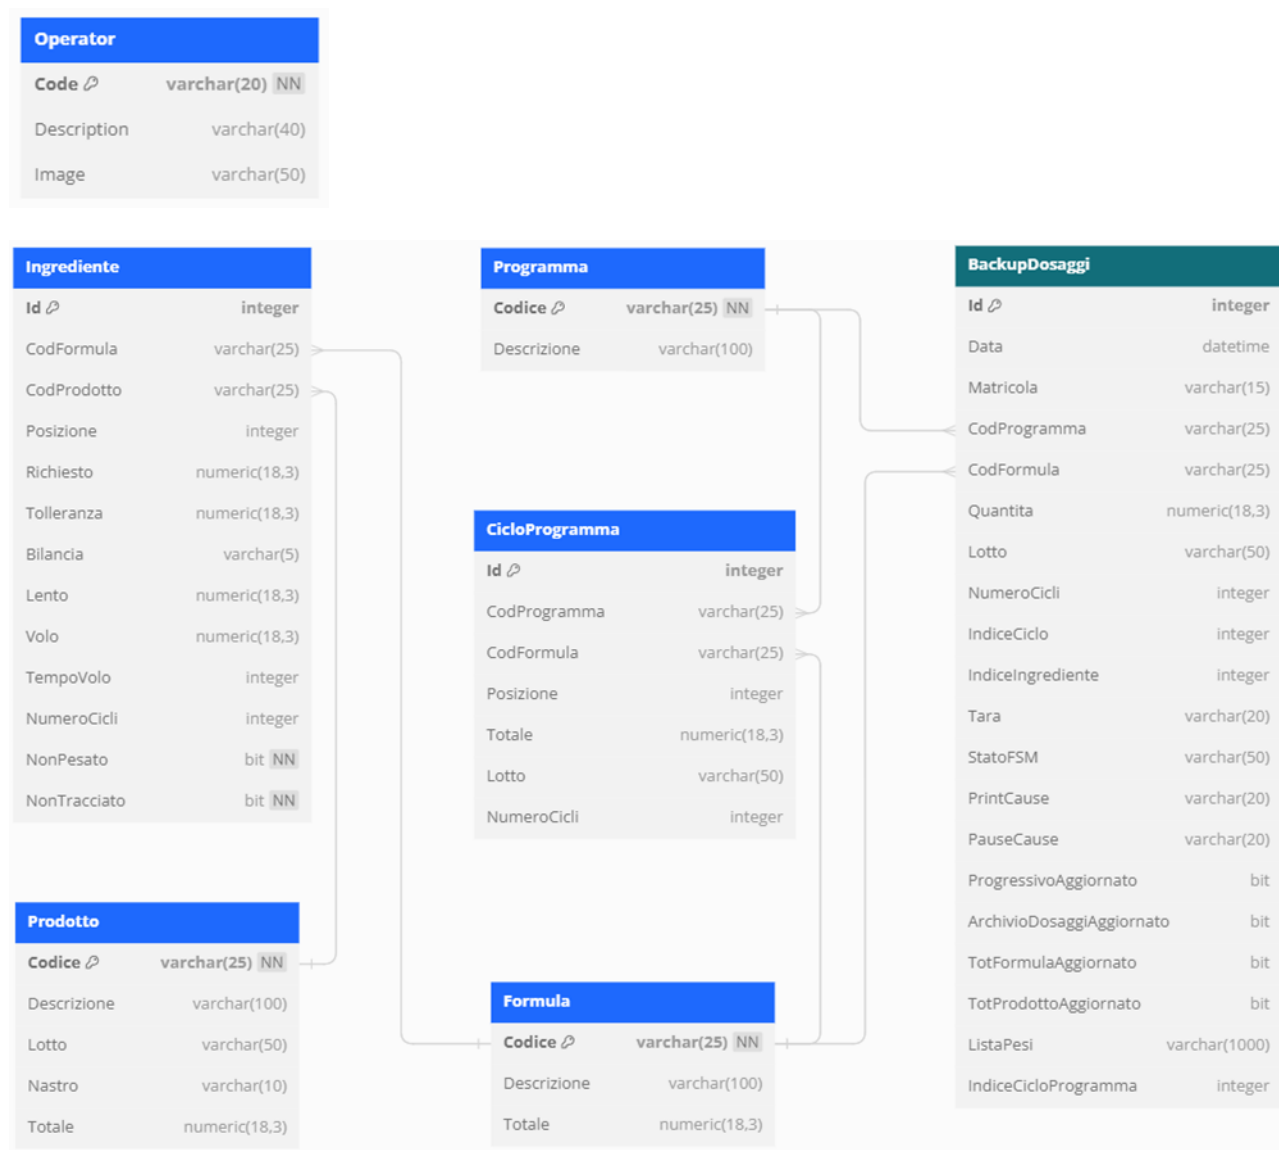 Operator
Code varchar(20) NN
Description varchar(40)
Image varchar(50)
Ingrediente
Id integer
CodFormula varchar(25)
CodProdotto varchar(25)
Posizione integer
Richiesto numeric(18,3)
Tolleranza numeric(18,3)
Bilancia varchar(5)
Lento numeric(18,3)
Volo numeric(18,3)
TempoVolo integer
NumeroCicli integer
NonPesato bit NN
NonTracciato bit NN
Prodotto
Codice varchar(25) NN
Descrizione varchar(100)
Lotto varchar(50)
Nastro varchar(10)
Totale numeric(18,3)
Programma
Codice varchar(25) NN
Descrizione varchar(100)
CicloProgramma
Id integer
CodProgramma varchar(25)
CodFormula varchar(25)
Posizione integer
Totale numeric(18,3)
Lotto varchar(50)
NumeroCicli integer
Formula
Codice varchar(25) NN
Descrizione varchar(100)
Totale numeric(18,3)
BackupDosaggi
Id integer
Data datetime
Matricola varchar(15)
CodProgramma varchar(25)
CodFormula varchar(25)
Quantita numeric(18,3)
Lotto varchar(50)
NumeroCicli integer
IndiceCiclo integer
IndiceIngrediente integer
Tara varchar(20)
StatoFSM varchar(50)
PrintCause varchar(20)
PauseCause varchar(20)
ProgressivoAggiornato bit
ArchivioDosaggiAggiornato bit
TotFormulaAggiornato bit
TotProdottoAggiornato bit
ListaPesi varchar(1000)
IndiceCicloProgramma integer